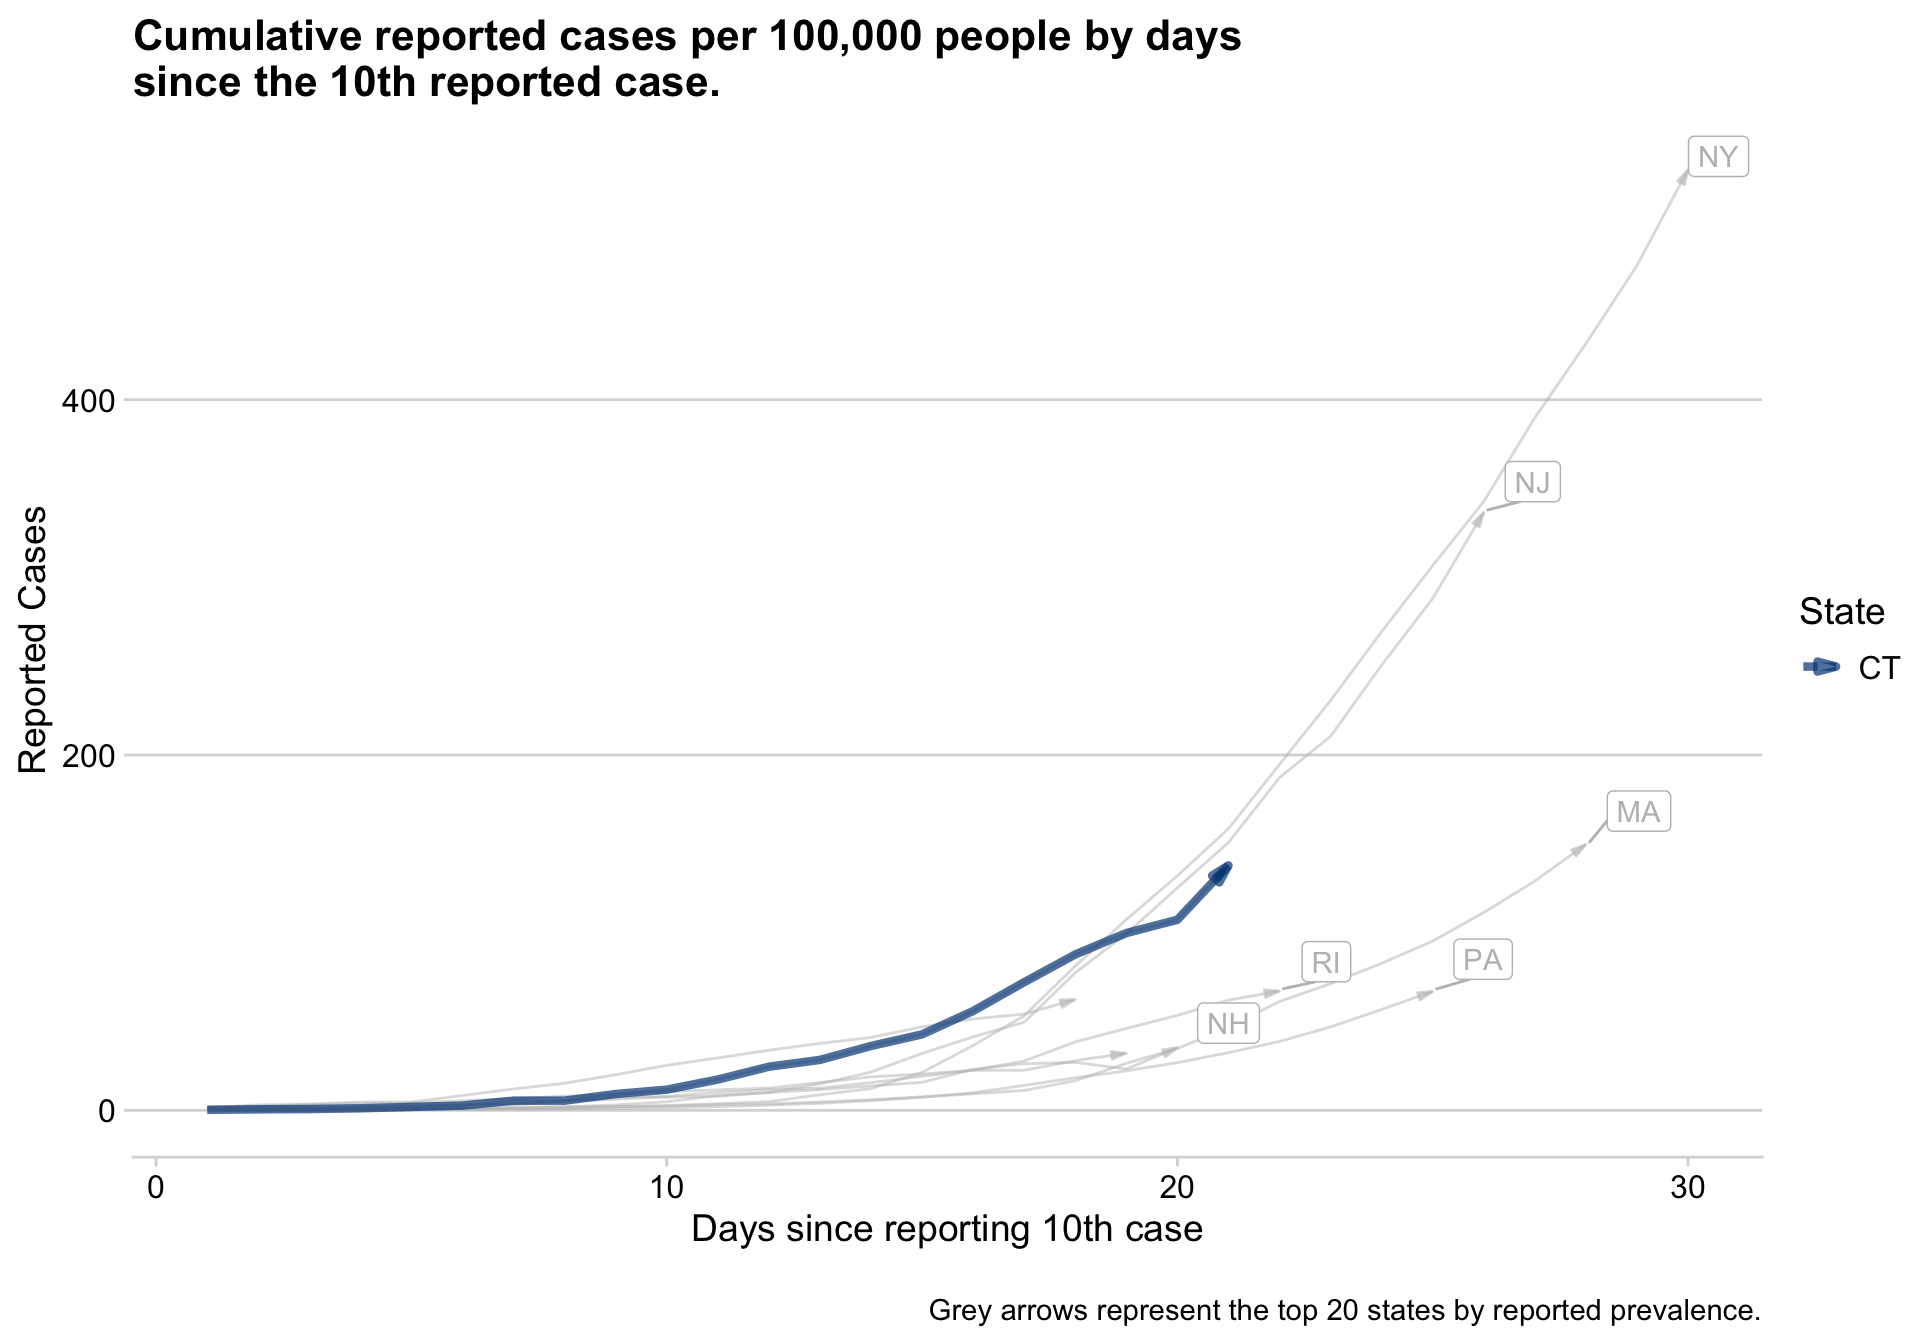 Cumulative reported cases per 100,000 people by days
since the 10th reported case.
NY
400
NJ
Reported Cases
State
CT
200
MA
RI
PA
NH
0
0
10
20
30
Days since reporting 10th case
Grey arrows represent the top 20 states by reported prevalence.